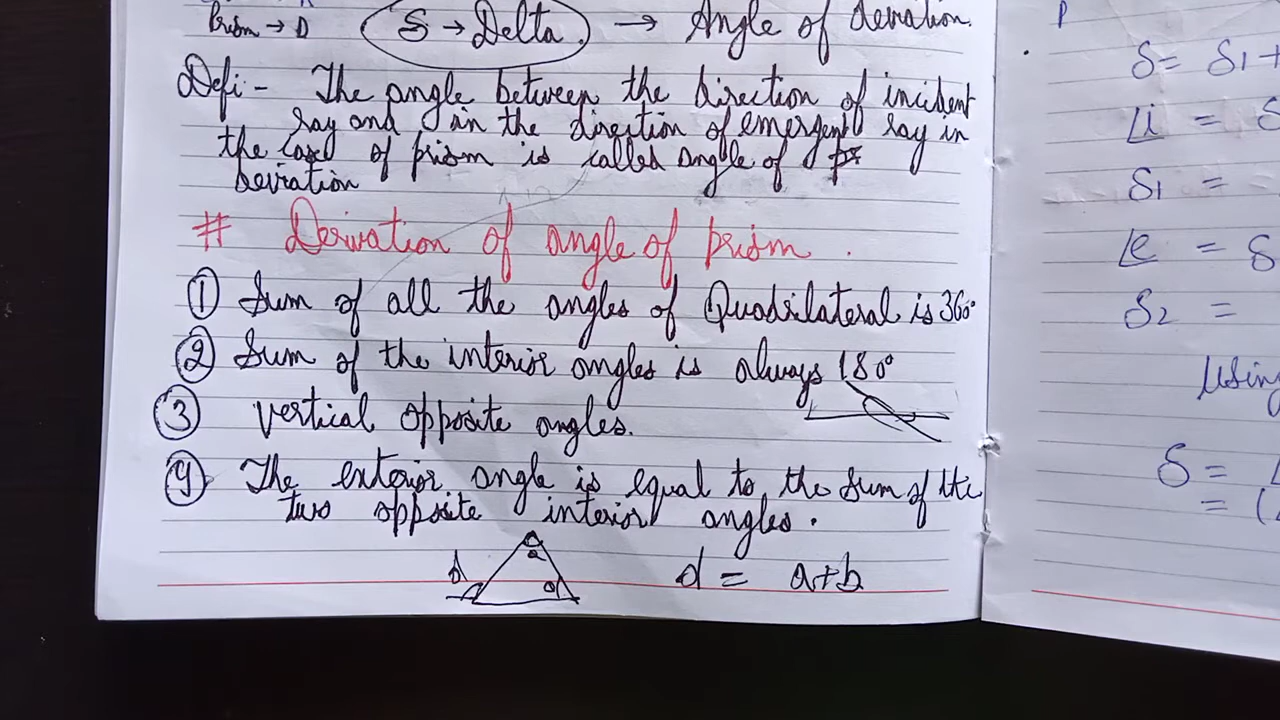 Prism → D
δ → Delta. → Angle of deviation.
Defi - The angle between the direction of incident
ray and in the direction of emergent ray in
the case of prism is called angle of
Deviation
# Derivation of angle of prism.
① Sum of all the angles of Quadrilateral is 360°
② Sum of the interior angles is always 180°
③ vertical opposite angles.
④ The exterior angle is equal to the sum of the
two opposite interior angles.
d
a
d = a+b
P
δ = δ1 +
∠i =
δ1 =
∠e = δ
δ2 =
Using
δ =
= (